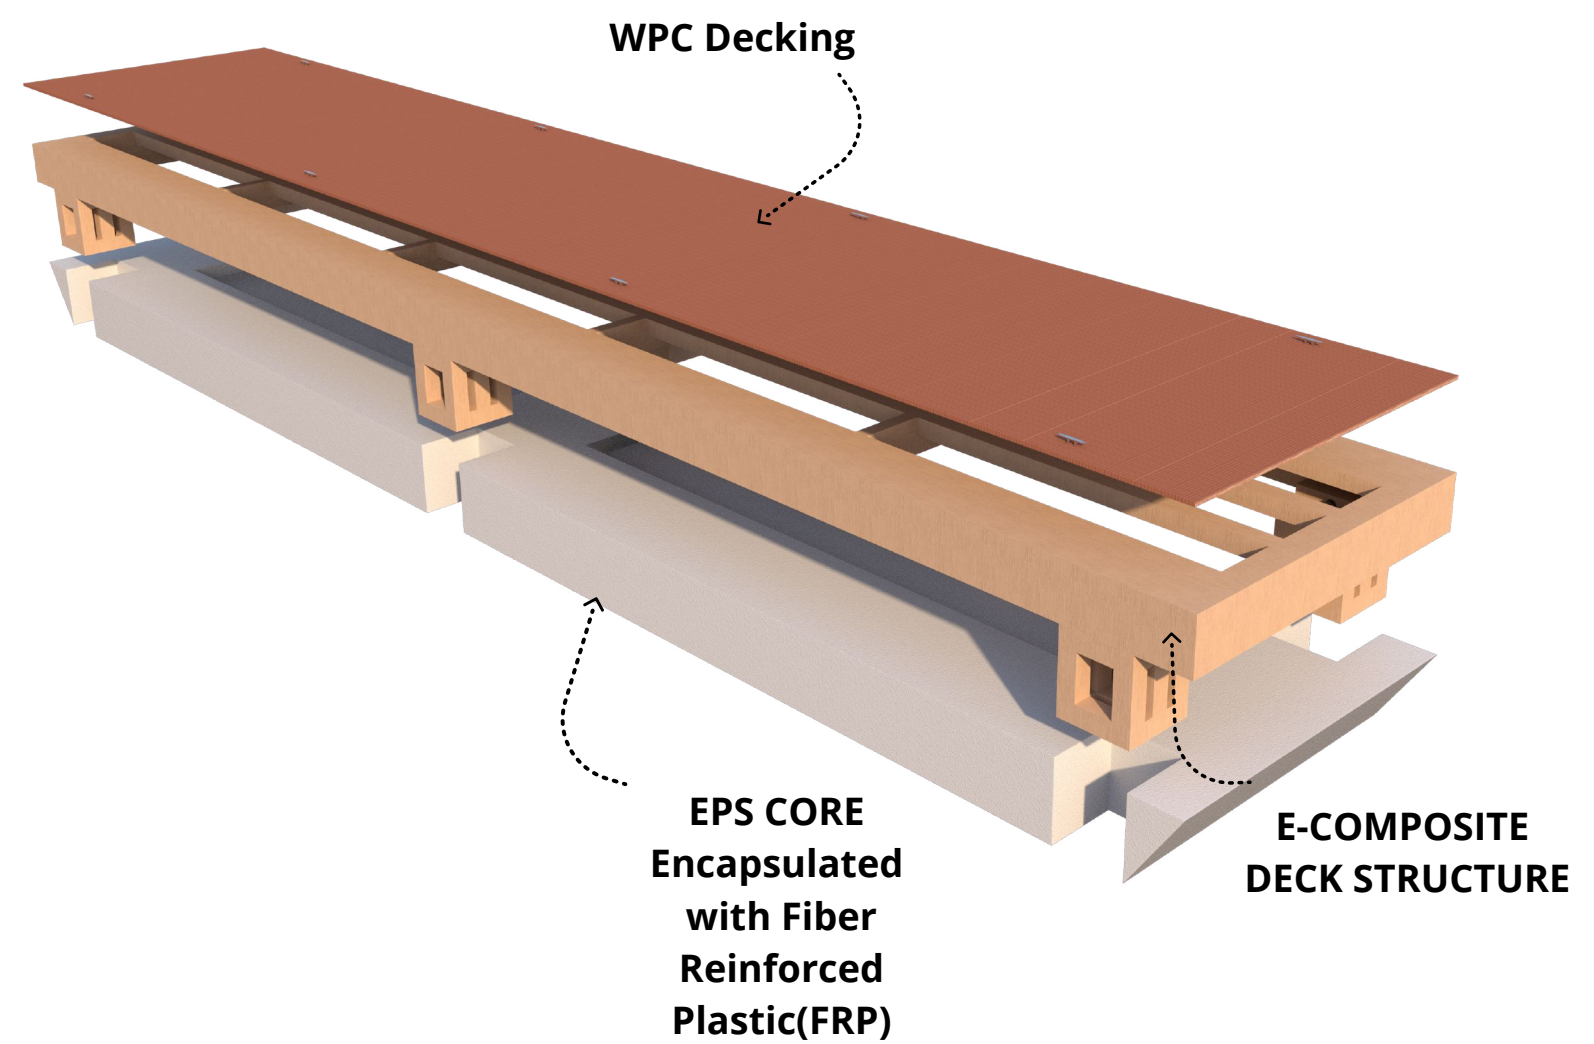 WPC Decking
EPS CORE
Encapsulated
with Fiber
Reinforced
Plastic(FRP)
E-COMPOSITE
DECK STRUCTURE